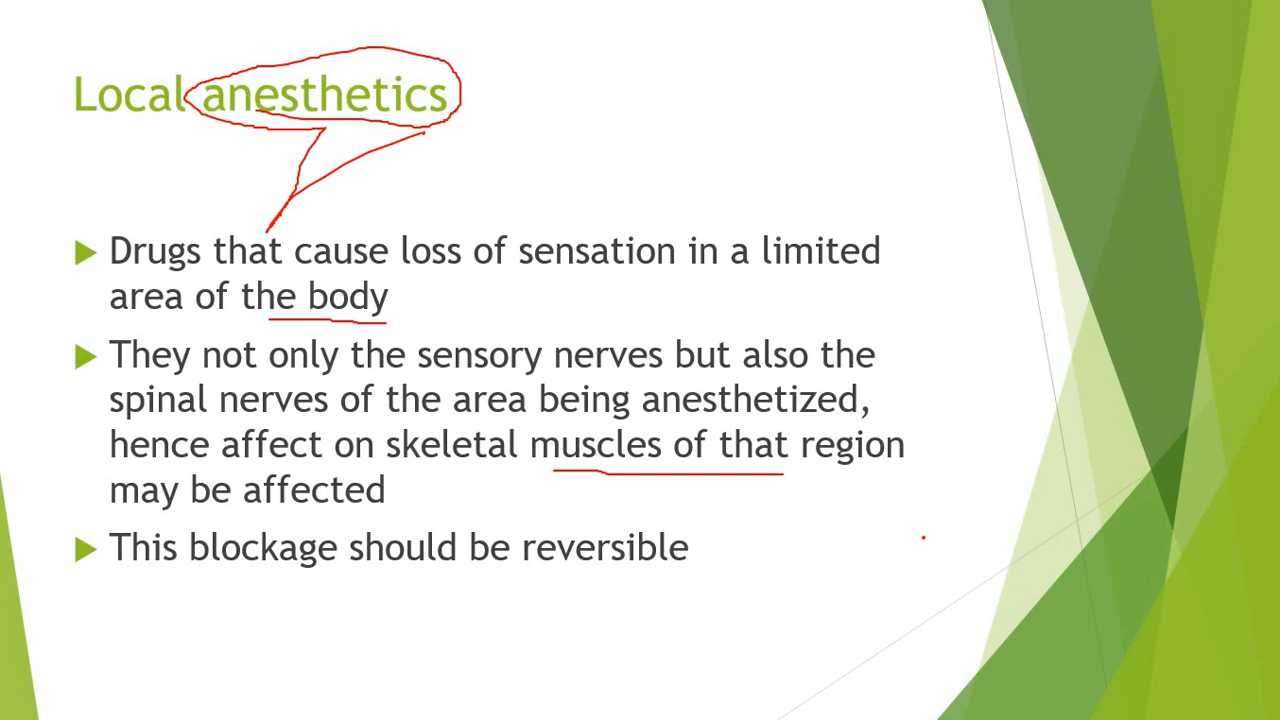 Local anesthetics
Drugs that cause loss of sensation in a limited
area of the body
They not only the sensory nerves but also the
spinal nerves of the area being anesthetized,
hence affect on skeletal muscles of that region
may be affected
This blockage should be reversible